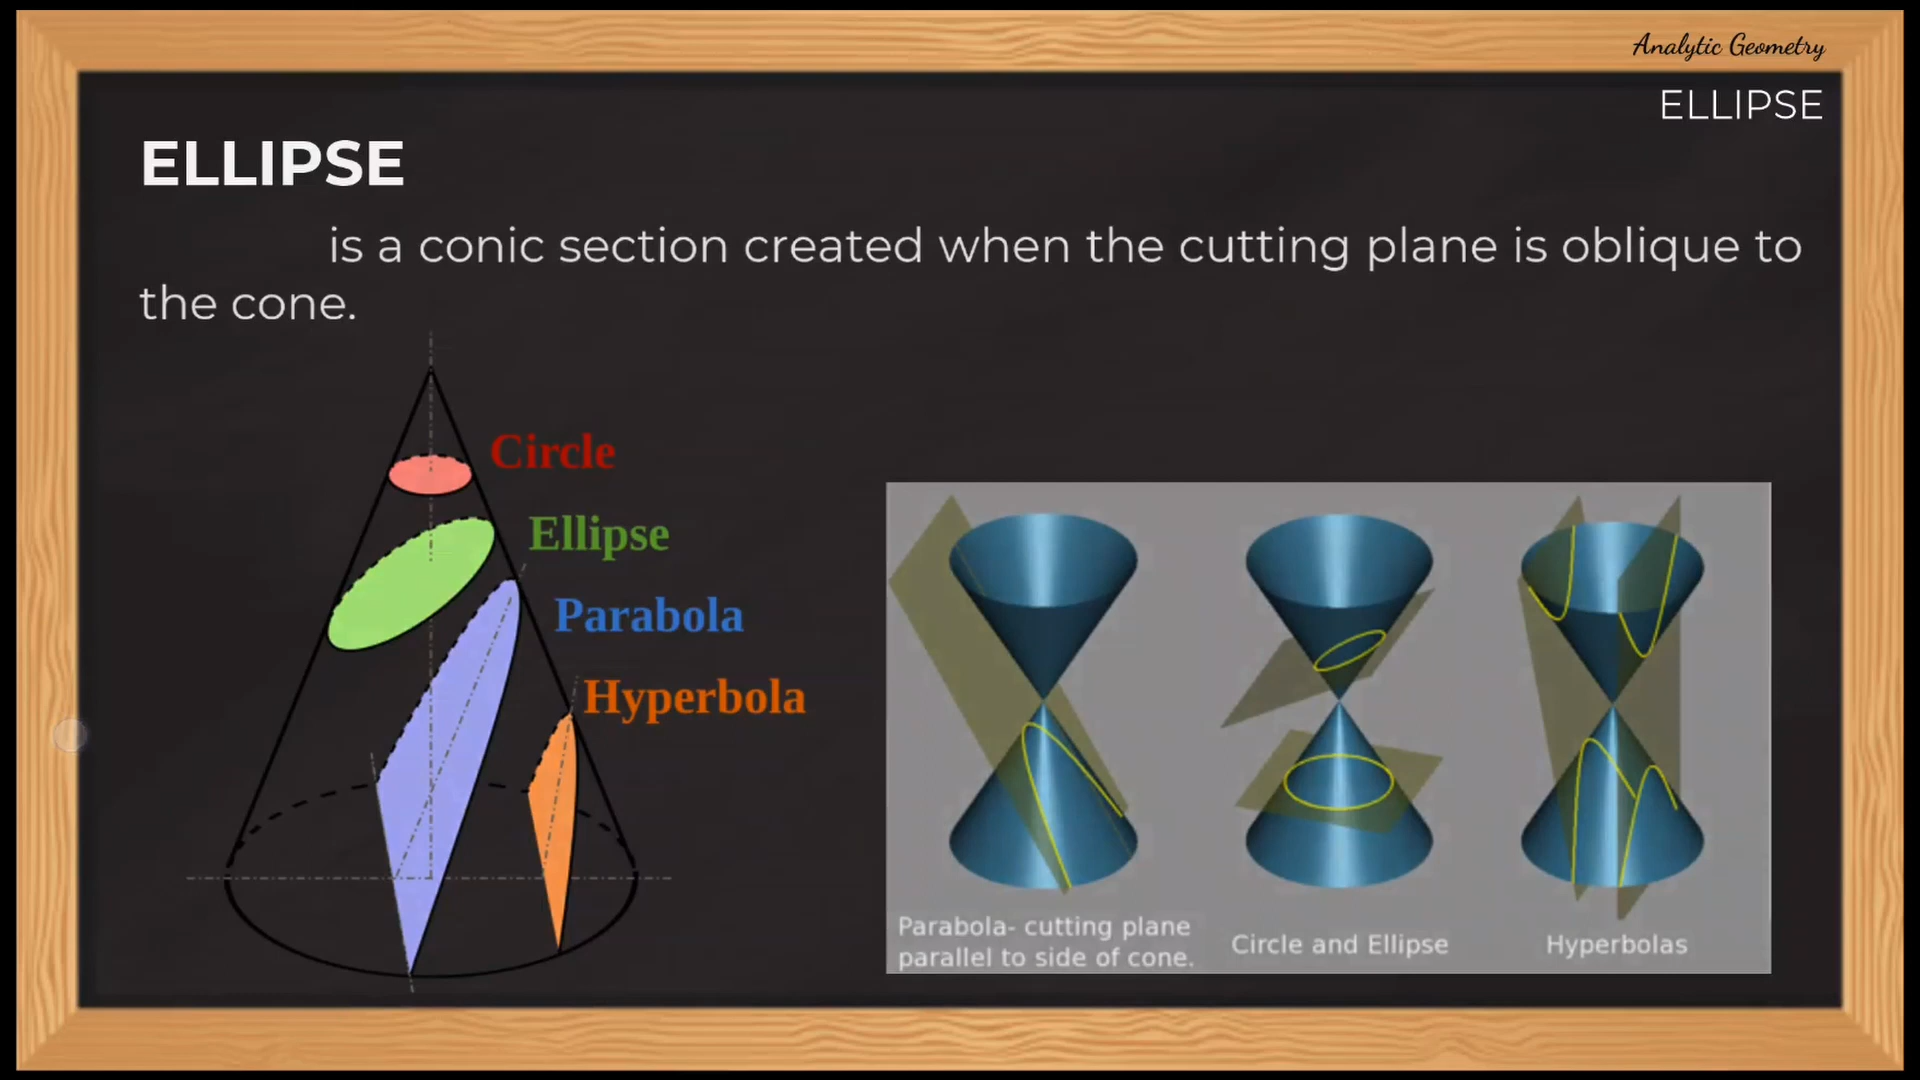 Analytic Geometry
ELLIPSE
ELLIPSE
is a conic section created when the cutting plane is oblique to
the cone.
Circle
Ellipse
Parabola
Hyperbola
Parabola- cutting plane
parallel to side of cone.
Circle and Ellipse
Hyperbolas